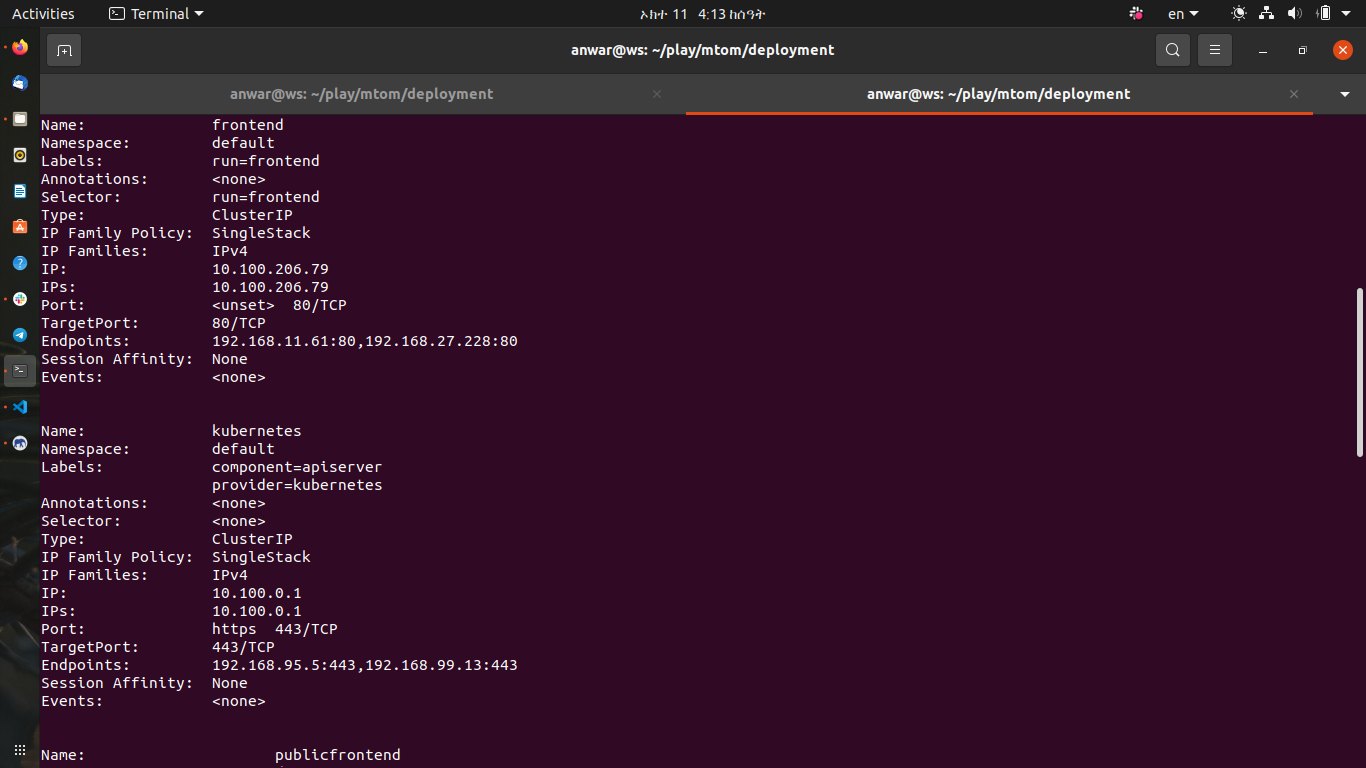 Activities Terminal ኦክተ 11 4:13 ከሰዓት en
anwar@ws: ~/play/mtom/deployment
anwar@ws: ~/play/mtom/deployment anwar@ws: ~/play/mtom/deployment
Name: frontend
Namespace: default
Labels: run=frontend
Annotations: <none>
Selector: run=frontend
Type: ClusterIP
IP Family Policy: SingleStack
IP Families: IPv4
IP: 10.100.206.79
IPs: 10.100.206.79
Port: <unset> 80/TCP
TargetPort: 80/TCP
Endpoints: 192.168.11.61:80,192.168.27.228:80
Session Affinity: None
Events: <none>
Name: kubernetes
Namespace: default
Labels: component=apiserver
provider=kubernetes
Annotations: <none>
Selector: <none>
Type: ClusterIP
IP Family Policy: SingleStack
IP Families: IPv4
IP: 10.100.0.1
IPs: 10.100.0.1
Port: https 443/TCP
TargetPort: 443/TCP
Endpoints: 192.168.95.5:443,192.168.99.13:443
Session Affinity: None
Events: <none>
Name: publicfrontend